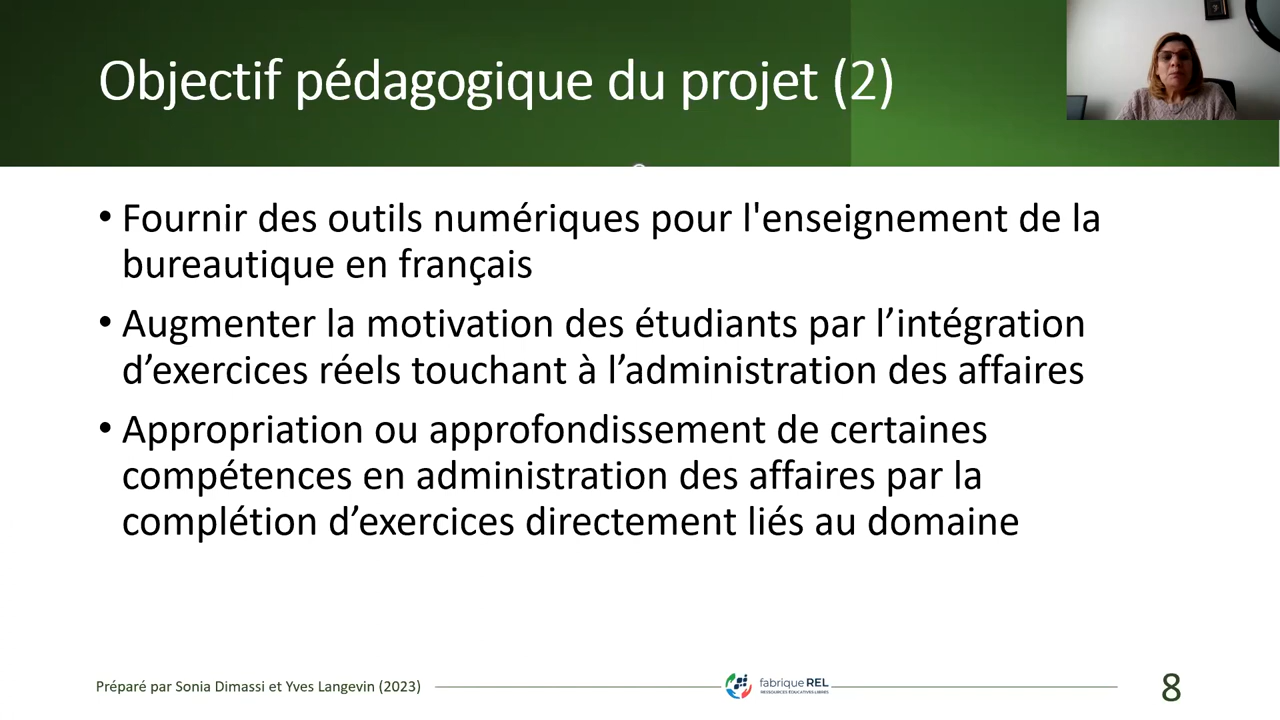 Objectif pédagogique du projet (2)
• Fournir des outils numériques pour l'enseignement de la
bureautique en français
• Augmenter la motivation des étudiants par l’intégration
d’exercices réels touchant à l’administration des affaires
• Appropriation ou approfondissement de certaines
compétences en administration des affaires par la
complétion d’exercices directement liés au domaine
Préparé par Sonia Dimassi et Yves Langevin (2023)
fabrique REL
RESSOURCES ÉDUCATIVES LIBRES
8